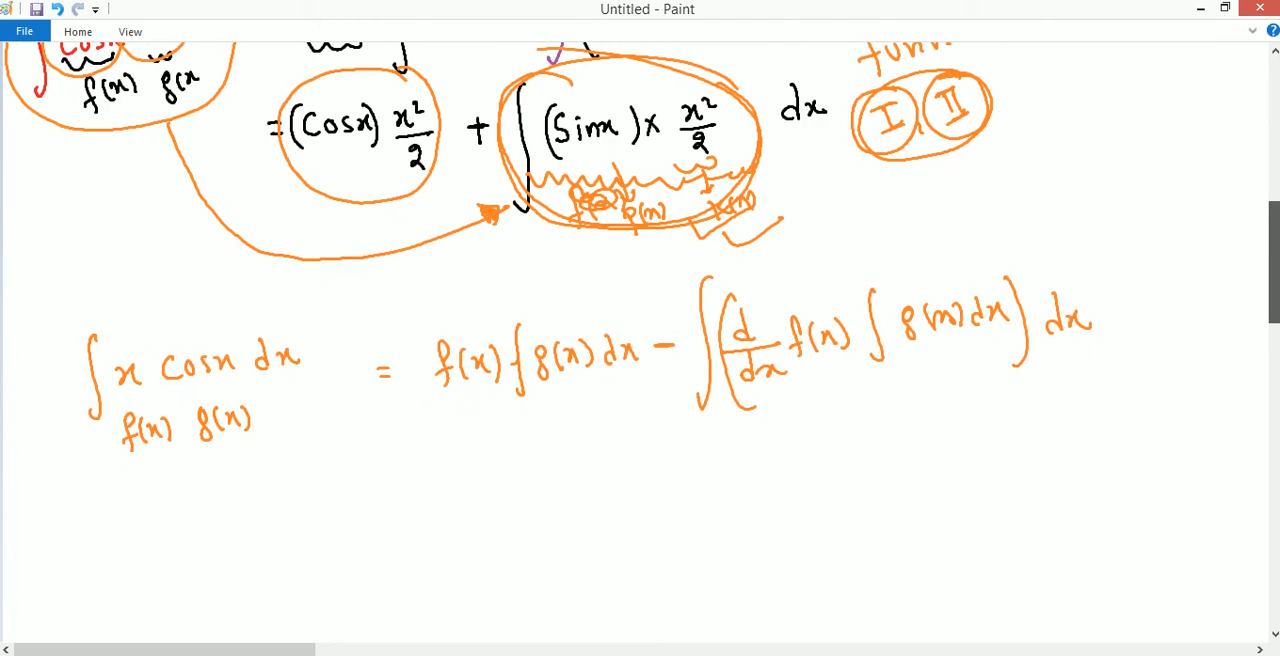 Untitled - Paint
File Home View
f(x) g(x
= (Cosx) x²/2 + ∫ (Sinx) × x²/2 dx I, II
∫ x Cosx dx = f(x) ∫ g(x) dx − ∫ ( d/dx f(x) ∫ g(x) dx ) dx
f(x) g(x)